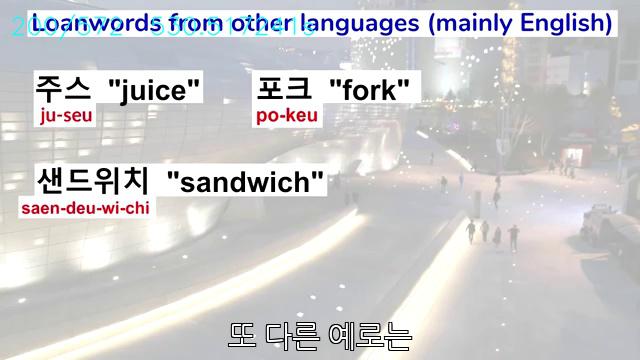 Loanwords from other languages (mainly English)
주스 "juice" 포크 "fork"
ju-seu po-keu
샌드위치 "sandwich"
saen-deu-wi-chi
또 다른 예로는